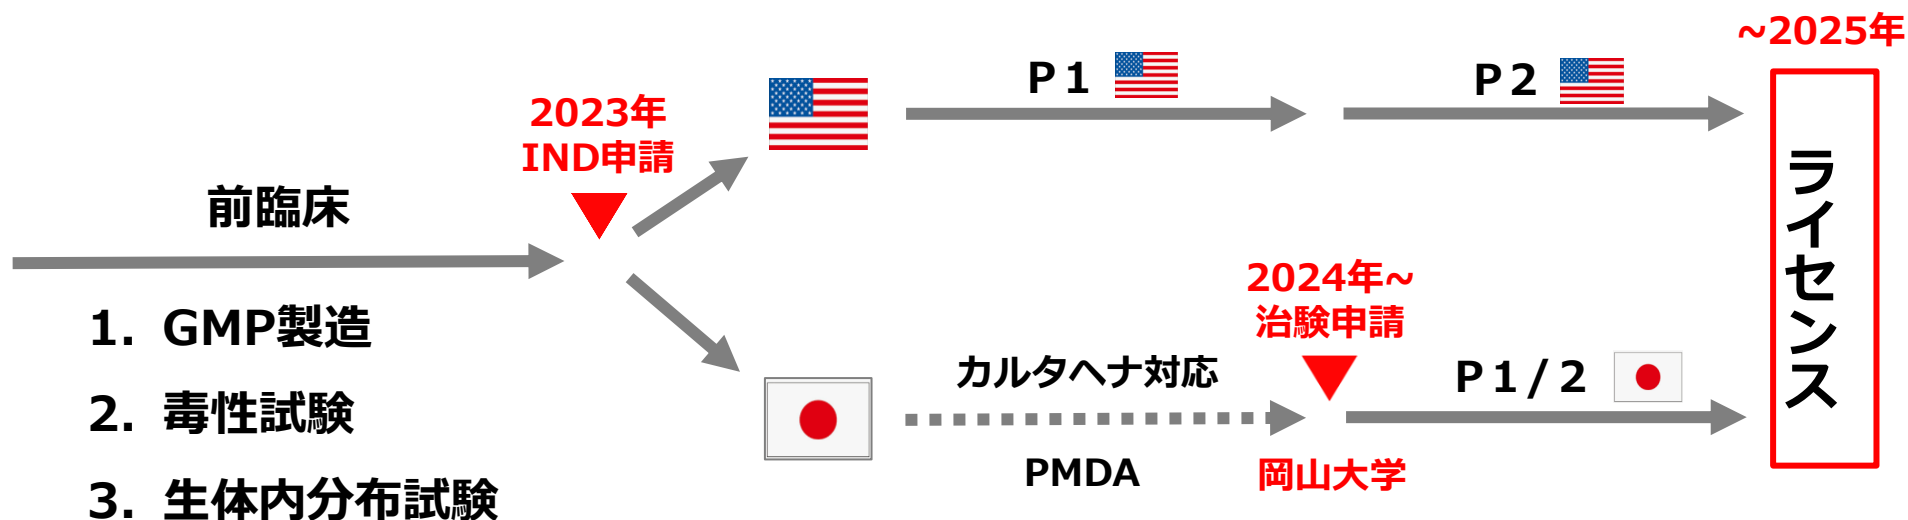 ~2025年
P1
P2
2023年
IND申請
前臨床
ライセンス
2024年~
治験申請
1. GMP製造
カルタヘナ対応
P1/2
2. 毒性試験
PMDA
岡山大学
3. 生体内分布試験